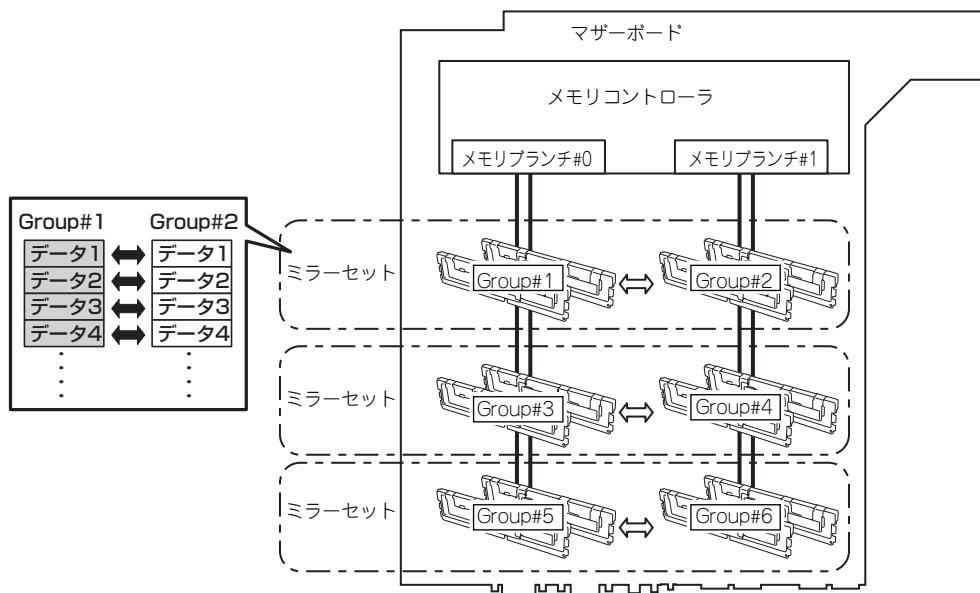 マザーボード
メモリコントローラ
メモリブランチ#0
メモリブランチ#1
Group#1
Group#2
データ1
データ1
データ2
データ2
データ3
データ3
データ4
データ4
ミラーセット
Group#1
Group#2
ミラーセット
Group#3
Group#4
ミラーセット
Group#5
Group#6